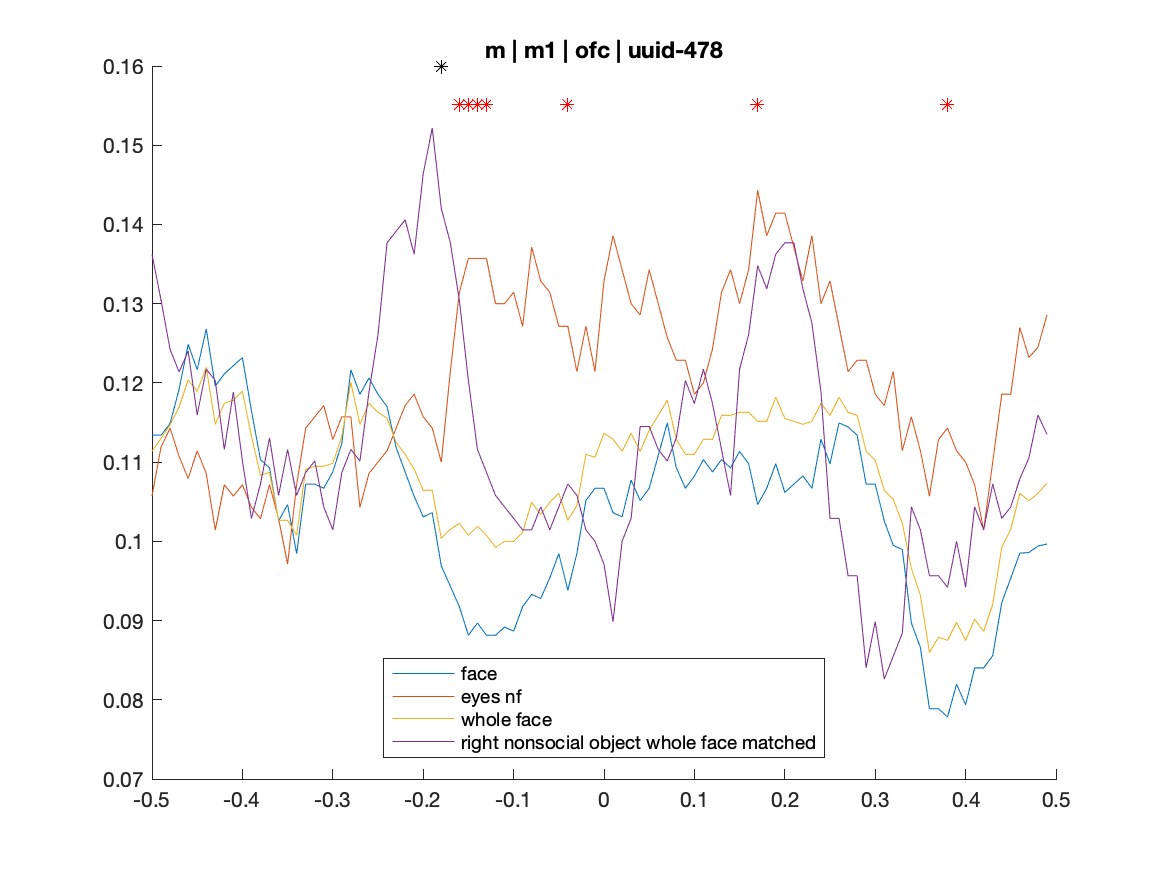 m | m1 | ofc | uuid-478
0.16
0.15
0.14
0.13
0.12
0.11
0.1
0.09
0.08
0.07
face
eyes nf
whole face
right nonsocial object whole face matched
-0.5 -0.4 -0.3 -0.2 -0.1 0 0.1 0.2 0.3 0.4 0.5